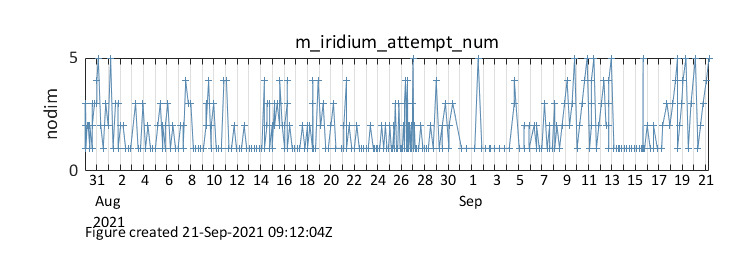 m_iridium_attempt_num
5
nodim
0
31 2 4 6 8 10 12 14 16 18 20 22 24 26 28 30 1 3 5 7 9 11 13 15 17 19 21
Aug Sep
2021
Figure created 21-Sep-2021 09:12:04Z